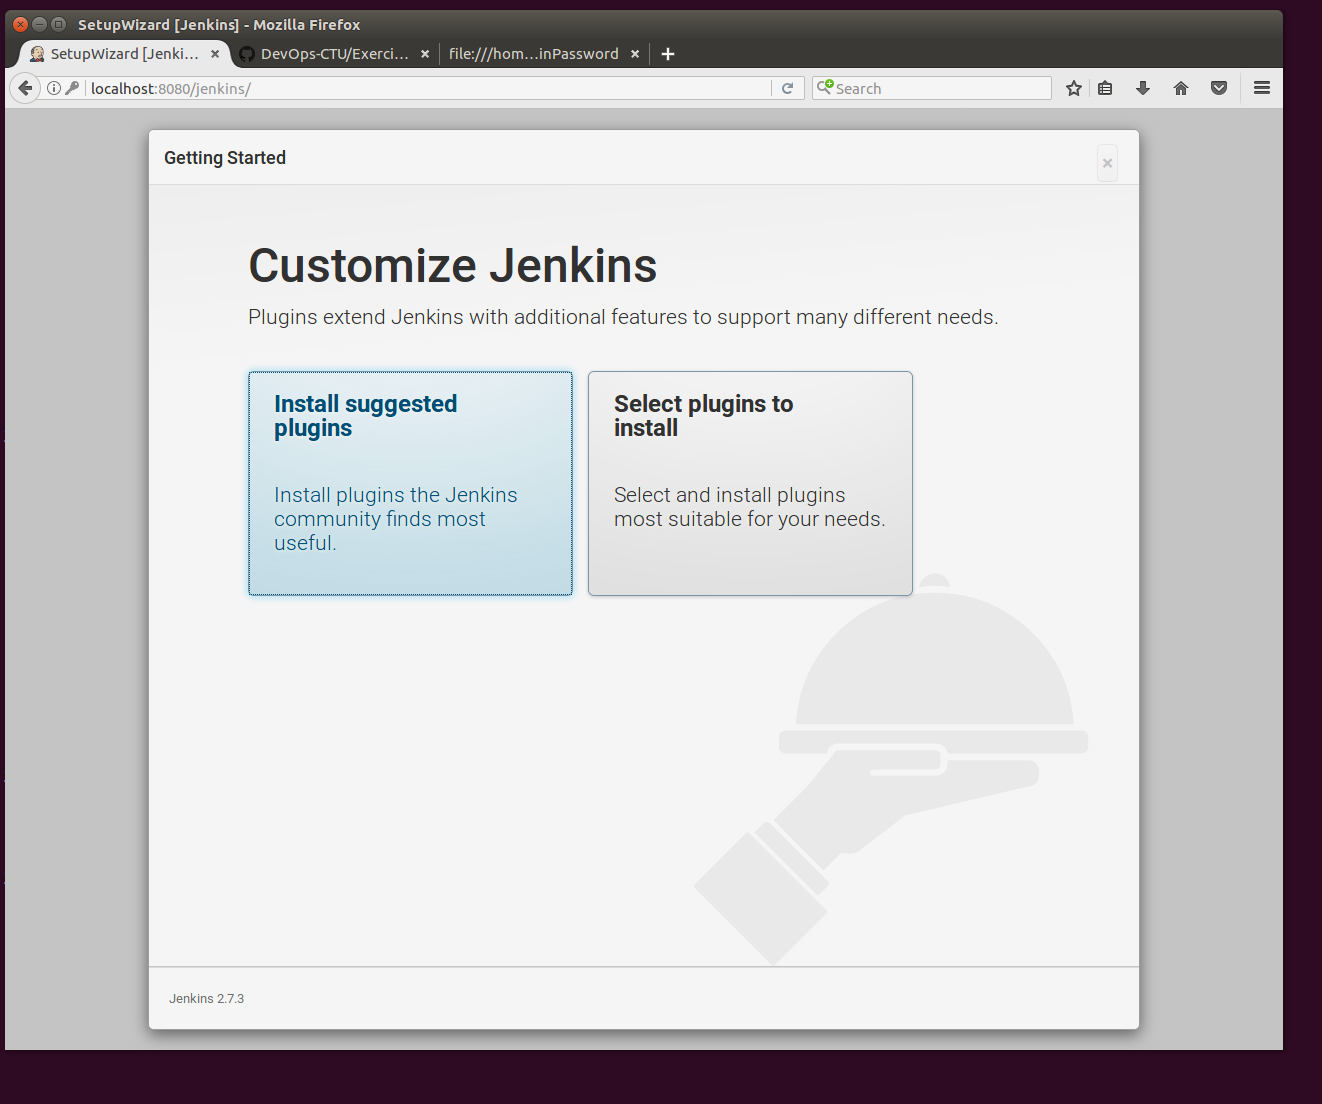 SetupWizard [Jenkins] - Mozilla Firefox
SetupWizard [Jenki...
DevOps-CTU/Exerci...
file:///hom...inPassword
localhost:8080/jenkins/
Search
Getting Started
Customize Jenkins
Plugins extend Jenkins with additional features to support many different needs.
Install suggested
plugins
Install plugins the Jenkins
community finds most
useful.
Select plugins to
install
Select and install plugins
most suitable for your needs.
Jenkins 2.7.3